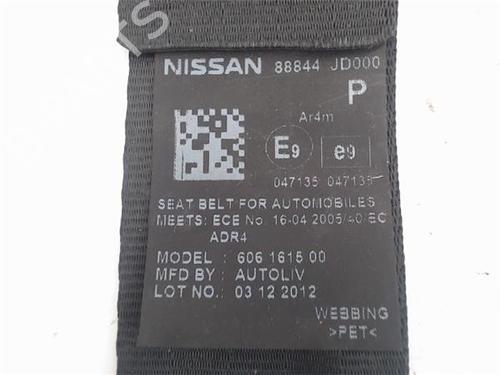 NISSAN 88844 JD000
P
Ar4m
E9 e9
047135 047135
SEAT BELT FOR AUTOMOBILES
MEETS: ECE No. 16-04 2005/40/EC
ADR4
MODEL : 606 1615 00
MFD BY : AUTOLIV
LOT NO.: 03 12 2012
WEBBING
>PET<